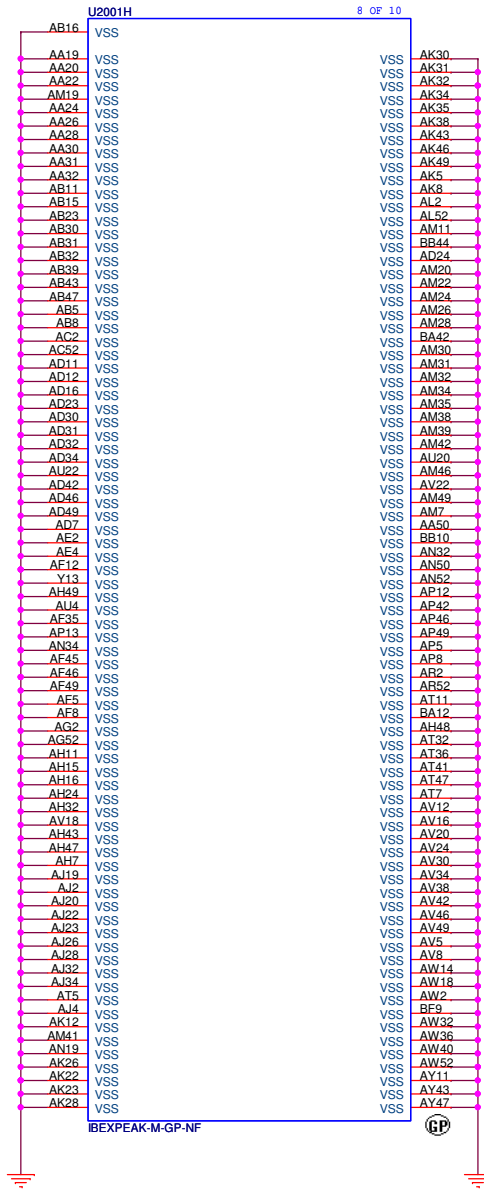 U2001H 8 OF 10
AB16 VSS
AA19 VSS VSS AK30
AA20 VSS VSS AK31
AA22 VSS VSS AK32
AM19 VSS VSS AK34
AA24 VSS VSS AK35
AA26 VSS VSS AK38
AA28 VSS VSS AK43
AA30 VSS VSS AK46
AA31 VSS VSS AK49
AA32 VSS VSS AK5
AB11 VSS VSS AK8
AB15 VSS VSS AL2
AB23 VSS VSS AL52
AB30 VSS VSS AM11
AB31 VSS VSS BB44
AB32 VSS VSS AD24
AB39 VSS VSS AM20
AB43 VSS VSS AM22
AB47 VSS VSS AM24
AB5 VSS VSS AM26
AB8 VSS VSS AM28
AC2 VSS VSS BA42
AC52 VSS VSS AM30
AD11 VSS VSS AM31
AD12 VSS VSS AM32
AD16 VSS VSS AM34
AD23 VSS VSS AM35
AD30 VSS VSS AM38
AD31 VSS VSS AM39
AD32 VSS VSS AM42
AD34 VSS VSS AU20
AU22 VSS VSS AM46
AD42 VSS VSS AV22
AD46 VSS VSS AM49
AD49 VSS VSS AM7
AD7 VSS VSS AA50
AE2 VSS VSS BB10
AE4 VSS VSS AN32
AF12 VSS VSS AN50
Y13 VSS VSS AN52
AH49 VSS VSS AP12
AU4 VSS VSS AP42
AF35 VSS VSS AP46
AP13 VSS VSS AP49
AN34 VSS VSS AP5
AF45 VSS VSS AP8
AF46 VSS VSS AR2
AF49 VSS VSS AR52
AF5 VSS VSS AT11
AF8 VSS VSS BA12
AG2 VSS VSS AH48
AG52 VSS VSS AT32
AH11 VSS VSS AT36
AH15 VSS VSS AT41
AH16 VSS VSS AT47
AH24 VSS VSS AT7
AH32 VSS VSS AV12
AV18 VSS VSS AV16
AH43 VSS VSS AV20
AH47 VSS VSS AV24
AH7 VSS VSS AV30
AJ19 VSS VSS AV34
AJ2 VSS VSS AV38
AJ20 VSS VSS AV42
AJ22 VSS VSS AV46
AJ23 VSS VSS AV49
AJ26 VSS VSS AV5
AJ28 VSS VSS AV8
AJ32 VSS VSS AW14
AJ34 VSS VSS AW18
AT5 VSS VSS AW2
AJ4 VSS VSS BF9
AK12 VSS VSS AW32
AM41 VSS VSS AW36
AN19 VSS VSS AW40
AK26 VSS VSS AW52
AK22 VSS VSS AY11
AK23 VSS VSS AY43
AK28 VSS VSS AY47
IBEXPEAK-M-GP-NF GP